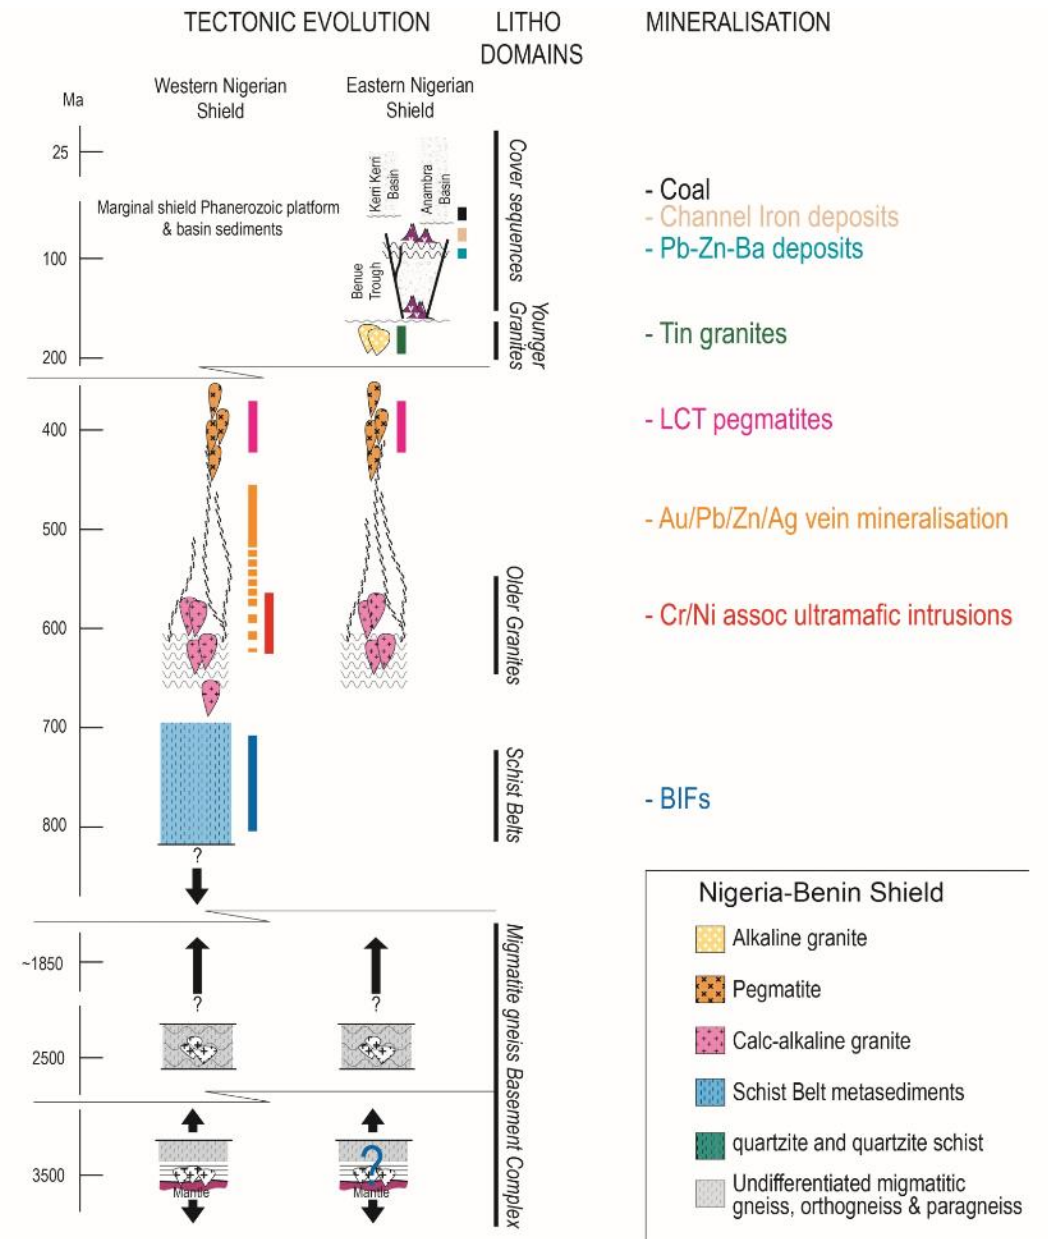 TECTONIC EVOLUTION
LITHO
DOMAINS
MINERALISATION
Western Nigerian
Shield
Eastern Nigerian
Shield
Ma
25
100
200
400
500
600
700
800
~1850
2500
3500
Marginal shield Phanerozoic platform
& basin sediments
Kerri Kerri
Basin
Anambra
Basin
Benue
Trough
?
?
?
?
Mantle
Mantle
Cover sequences
Younger
Granites
Older Granites
Schist Belts
Migmatite gneiss Basement Complex
- Coal
- Channel Iron deposits
- Pb-Zn-Ba deposits
- Tin granites
- LCT pegmatites
- Au/Pb/Zn/Ag vein mineralisation
- Cr/Ni assoc ultramafic intrusions
- BIFs
Nigeria-Benin Shield
Alkaline granite
Pegmatite
Calc-alkaline granite
Schist Belt metasediments
quartzite and quartzite schist
Undifferentiated migmatitic
gneiss, orthogneiss & paragneiss